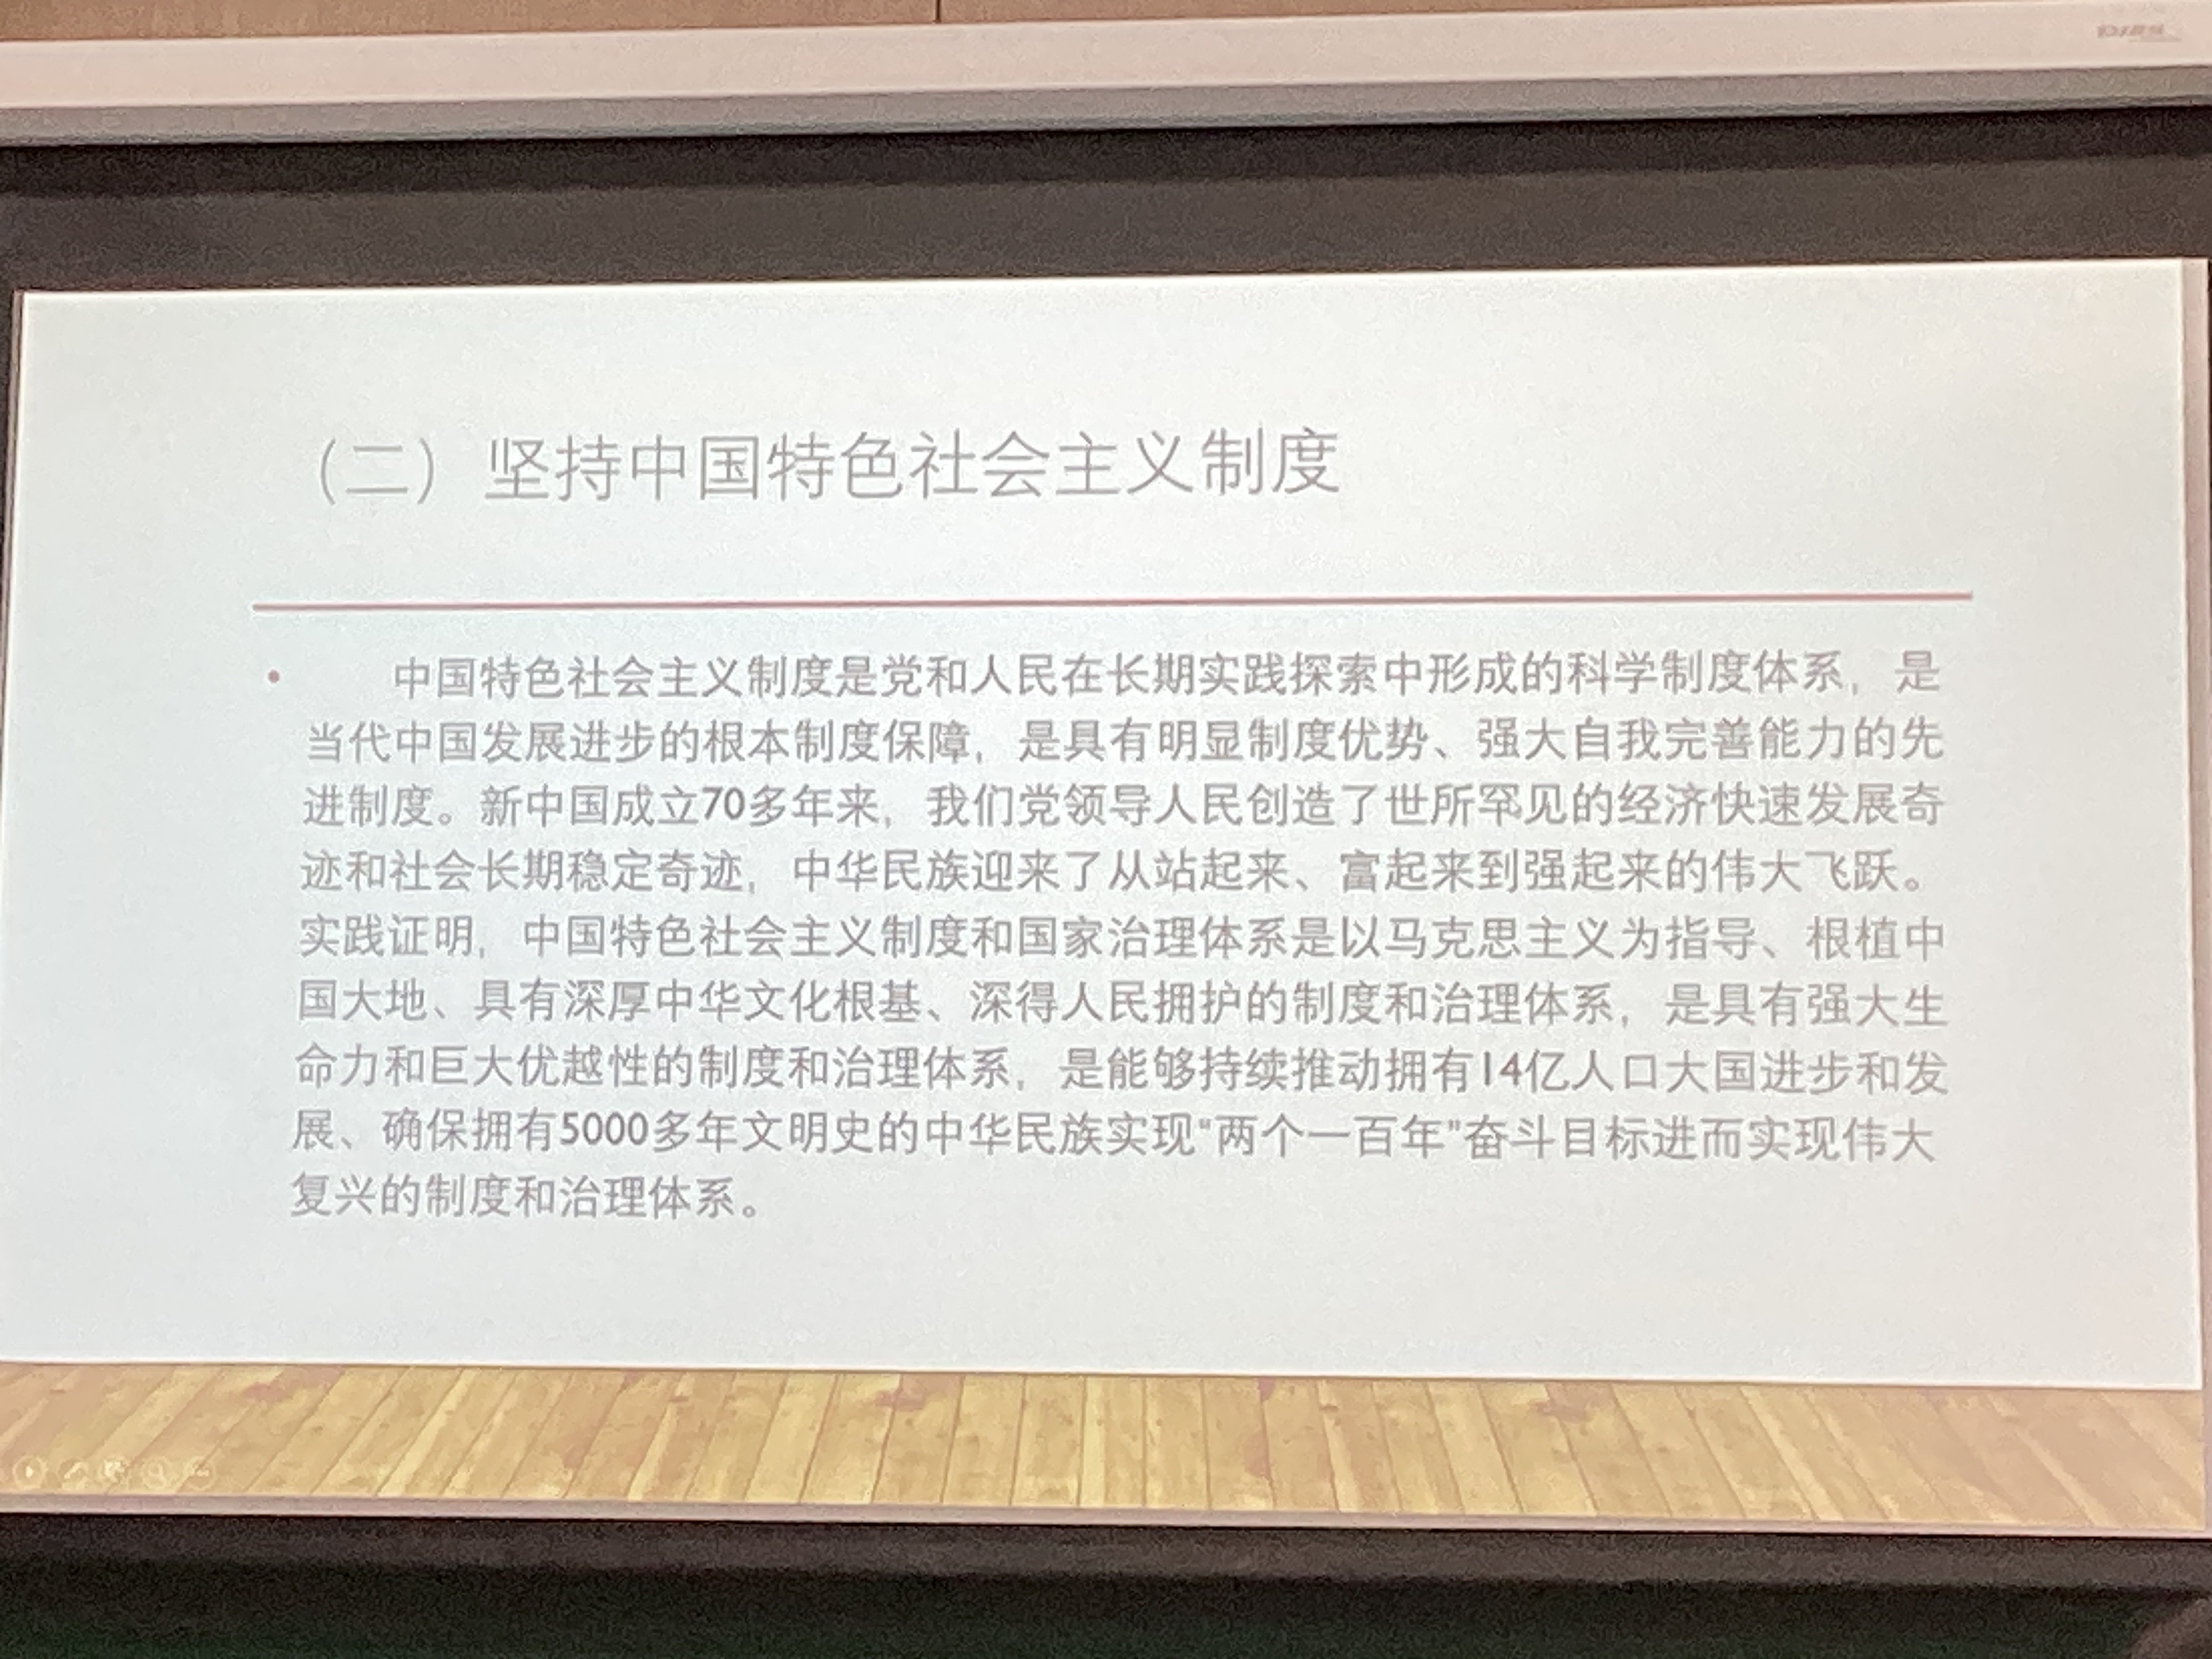 （二）坚持中国特色社会主义制度
• 中国特色社会主义制度是党和人民在长期实践探索中形成的科学制度体系，是
当代中国发展进步的根本制度保障，是具有明显制度优势、强大自我完善能力的先
进制度。新中国成立70多年来，我们党领导人民创造了世所罕见的经济快速发展奇
迹和社会长期稳定奇迹，中华民族迎来了从站起来、富起来到强起来的伟大飞跃。
实践证明，中国特色社会主义制度和国家治理体系是以马克思主义为指导、根植中
国大地、具有深厚中华文化根基、深得人民拥护的制度和治理体系，是具有强大生
命力和巨大优越性的制度和治理体系，是能够持续推动拥有14亿人口大国进步和发
展、确保拥有5000多年文明史的中华民族实现“两个一百年”奋斗目标进而实现伟大
复兴的制度和治理体系。